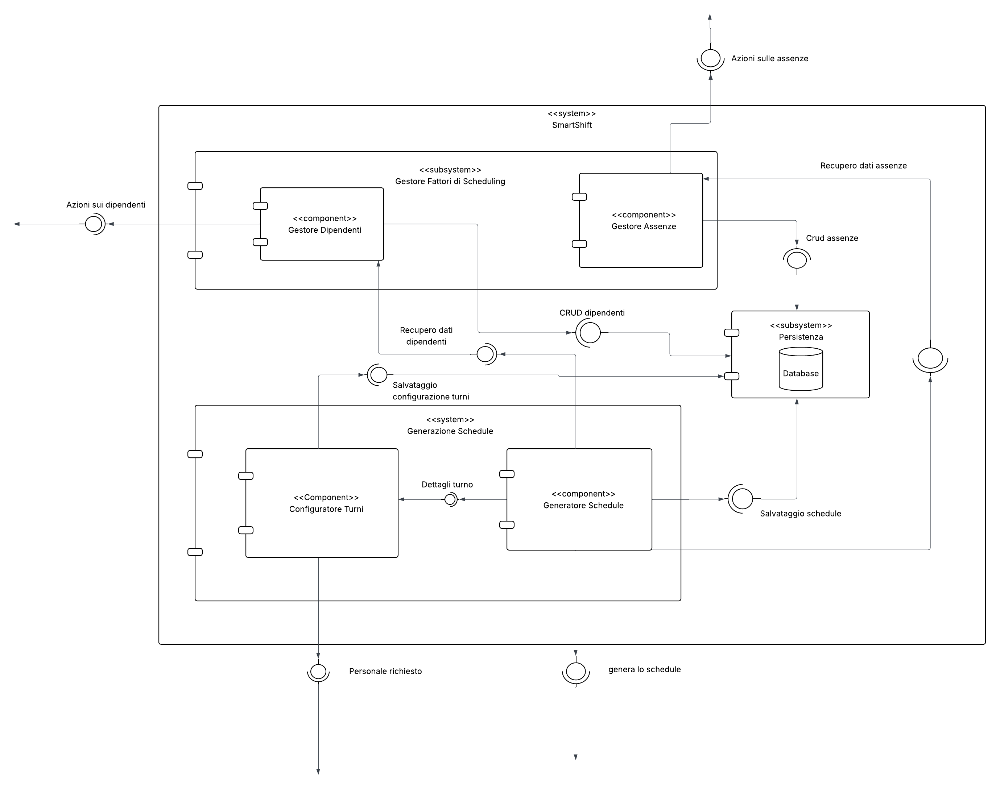 Azioni sulle assenze
<<system>>
SmartShift
<<subsystem>>
Gestore Fattori di Scheduling
Recupero dati assenze
Azioni sui dipendenti
<<component>>
Gestore Dipendenti
<<component>>
Gestore Assenze
Crud assenze
CRUD dipendenti
Recupero dati
dipendenti
<<subsystem>>
Persistenza
Database
Salvataggio
configurazione turni
<<system>>
Generazione Schedule
Dettagli turno
<<Component>>
Configuratore Turni
<<component>>
Generatore Schedule
Salvataggio schedule
Personale richiesto
genera lo schedule